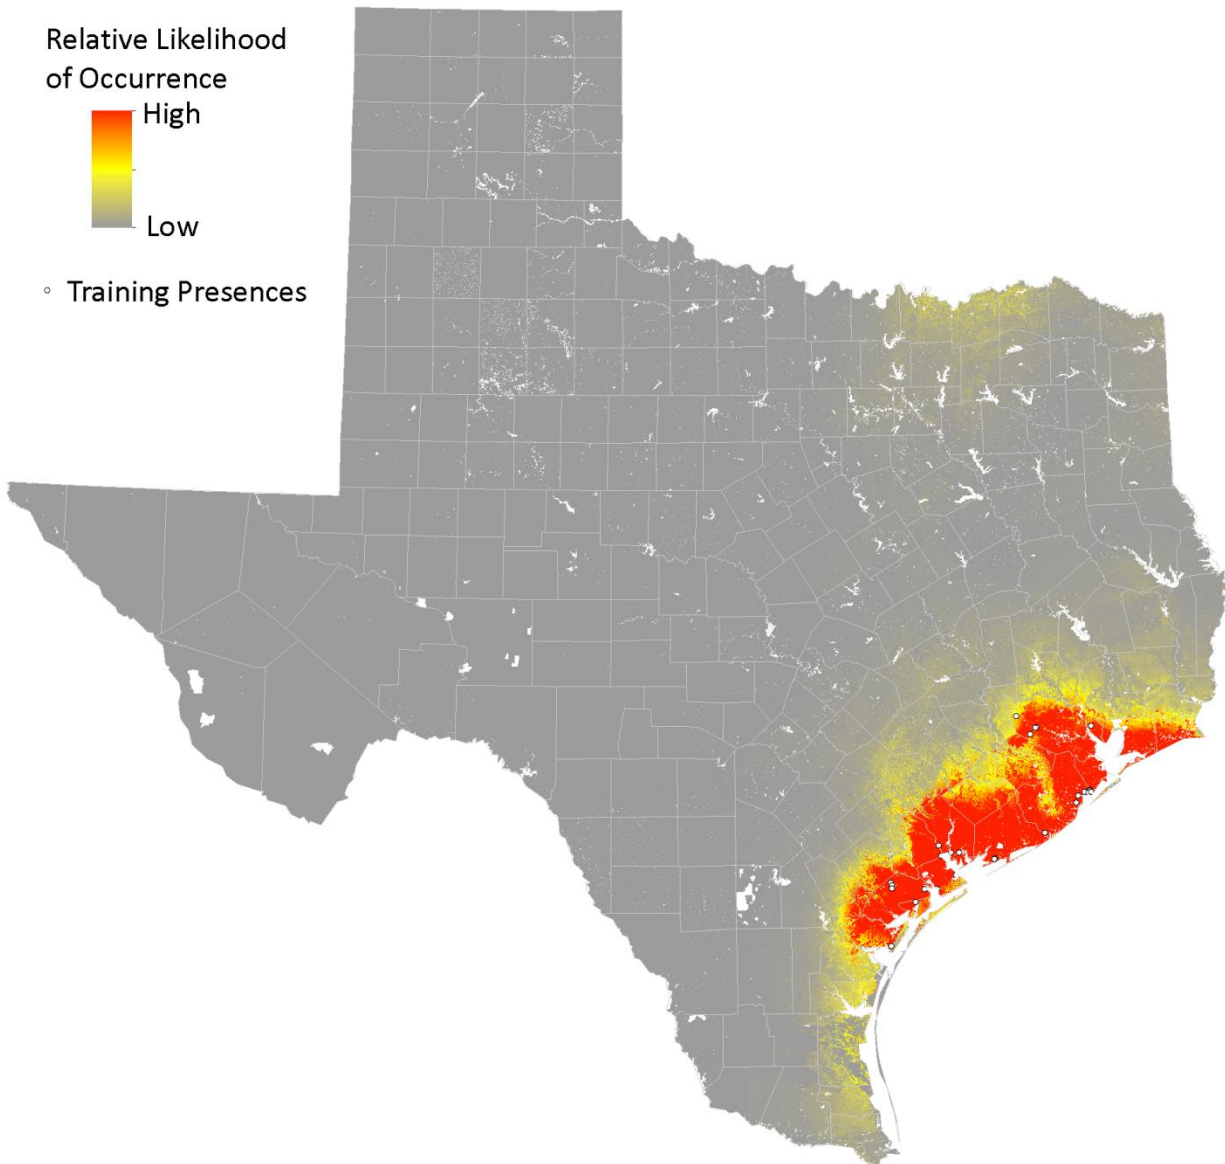 Relative Likelihood
of Occurrence
High
Low
Training Presences